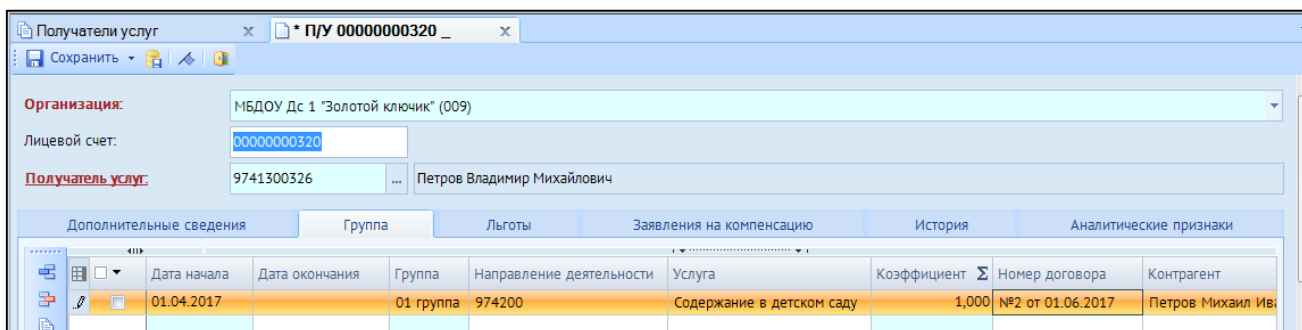 Получатели услуг x * П/У 00000000320 _ x
Сохранить
Организация: МБДОУ Дс 1 "Золотой ключик" (009)
Лицевой счет: 00000000320
Получатель услуг: 9741300326 ... Петров Владимир Михайлович
Дополнительные сведения Группа Льготы Заявления на компенсацию История Аналитические признаки
Дата начала Дата окончания Группа Направление деятельности Услуга Коэффициент Σ Номер договора Контрагент
01.04.2017 01 группа 974200 Содержание в детском саду 1,000 №2 от 01.06.2017 Петров Михаил Ив